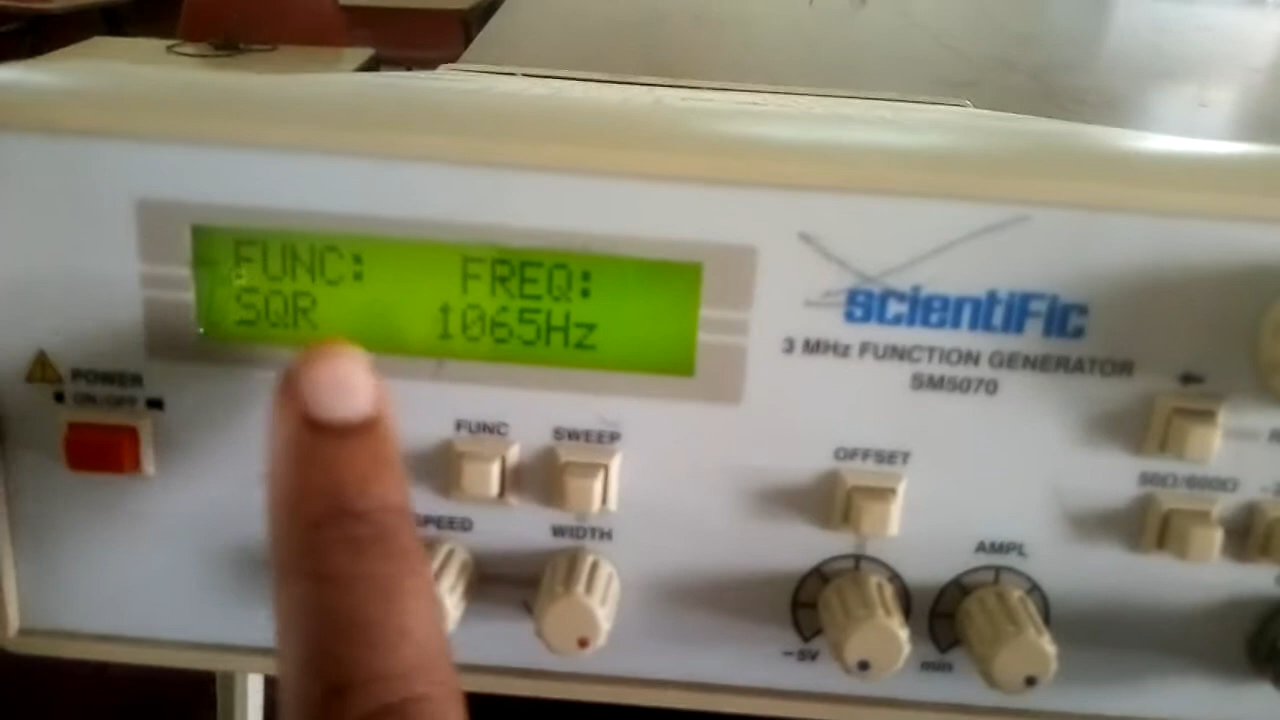 FUNC: FREQ:
SQR 1065Hz
scientific
3 MHz FUNCTION GENERATOR
SM5070
POWER
ON/OFF
FUNC SWEEP
OFFSET
50Ω/600Ω
SPEED WIDTH
AMPL
-5V
min